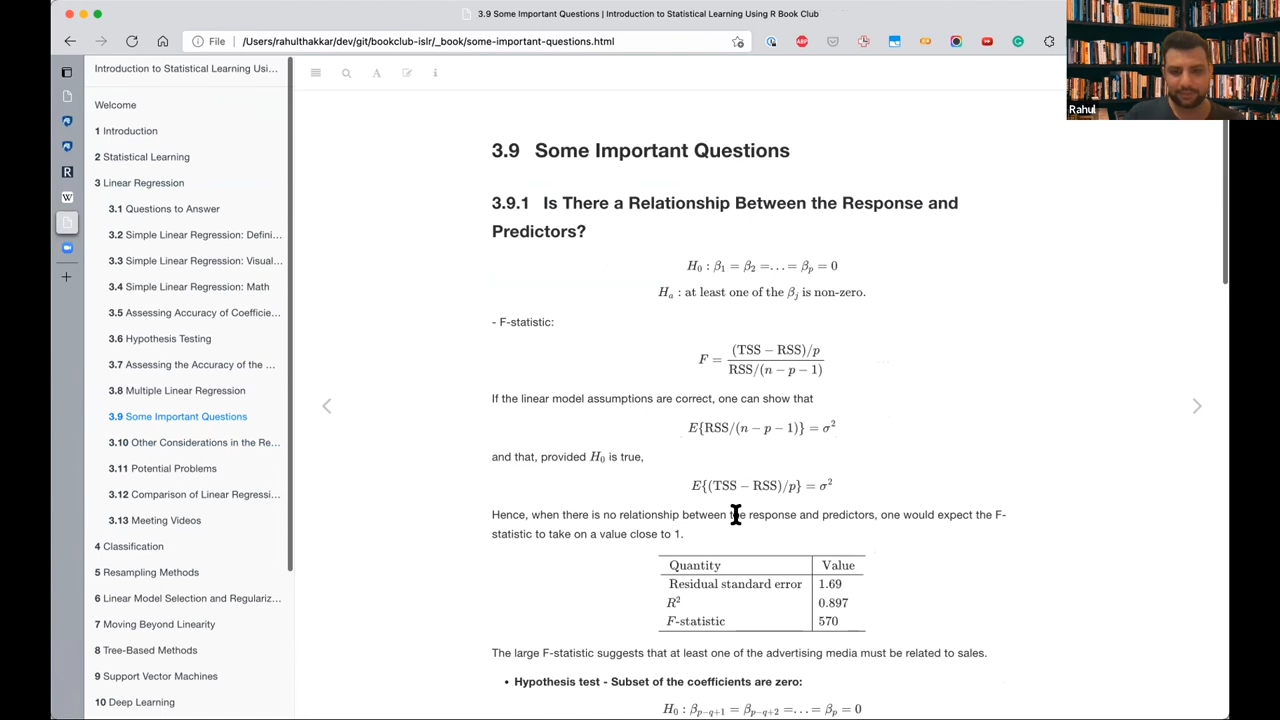 3.9 Some Important Questions | Introduction to Statistical Learning Using R Book Club
File /Users/rahulthakkar/dev/git/bookclub-islr/_book/some-important-questions.html
Rahul
Introduction to Statistical Learning Usi...
Welcome
1 Introduction
2 Statistical Learning
3 Linear Regression
3.1 Questions to Answer
3.2 Simple Linear Regression: Defini...
3.3 Simple Linear Regression: Visual...
3.4 Simple Linear Regression: Math
3.5 Assessing Accuracy of Coefficie...
3.6 Hypothesis Testing
3.7 Assessing the Accuracy of the ...
3.8 Multiple Linear Regression
3.9 Some Important Questions
3.10 Other Considerations in the Re...
3.11 Potential Problems
3.12 Comparison of Linear Regressi...
3.13 Meeting Videos
4 Classification
5 Resampling Methods
6 Linear Model Selection and Regulariz...
7 Moving Beyond Linearity
8 Tree-Based Methods
9 Support Vector Machines
10 Deep Learning
3.9 Some Important Questions
3.9.1 Is There a Relationship Between the Response and
Predictors?
H₀ : β₁ = β₂ =... = βₚ = 0
Hₐ : at least one of the βⱼ is non-zero.
- F-statistic:
F = (TSS − RSS)/p
RSS/(n − p − 1)
If the linear model assumptions are correct, one can show that
E{RSS/(n − p − 1)} = σ²
and that, provided H₀ is true,
E{(TSS − RSS)/p} = σ²
Hence, when there is no relationship between the response and predictors, one would expect the F-
statistic to take on a value close to 1.
Quantity Value
Residual standard error 1.69
R² 0.897
F-statistic 570
The large F-statistic suggests that at least one of the advertising media must be related to sales.
• Hypothesis test - Subset of the coefficients are zero:
H₀ : βₚ₋q₊₁ = βₚ₋q₊₂ =... = βₚ = 0